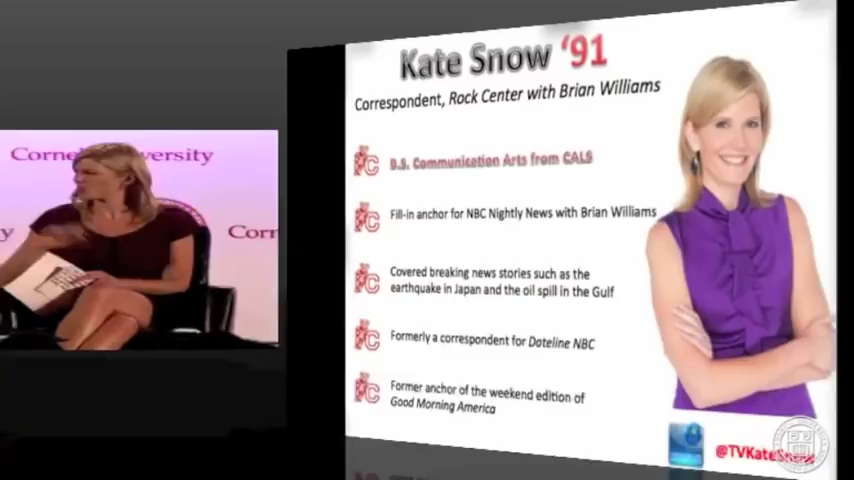 Kate Snow '91
Correspondent, Rock Center with Brian Williams
B.S. Communication Arts from CALS
Fill-in anchor for NBC Nightly News with Brian Williams
Covered breaking news stories such as the
earthquake in Japan and the oil spill in the Gulf
Formerly a correspondent for Dateline NBC
Former anchor of the weekend edition of
Good Morning America
@TVKateSnow
Cornell University
Corn